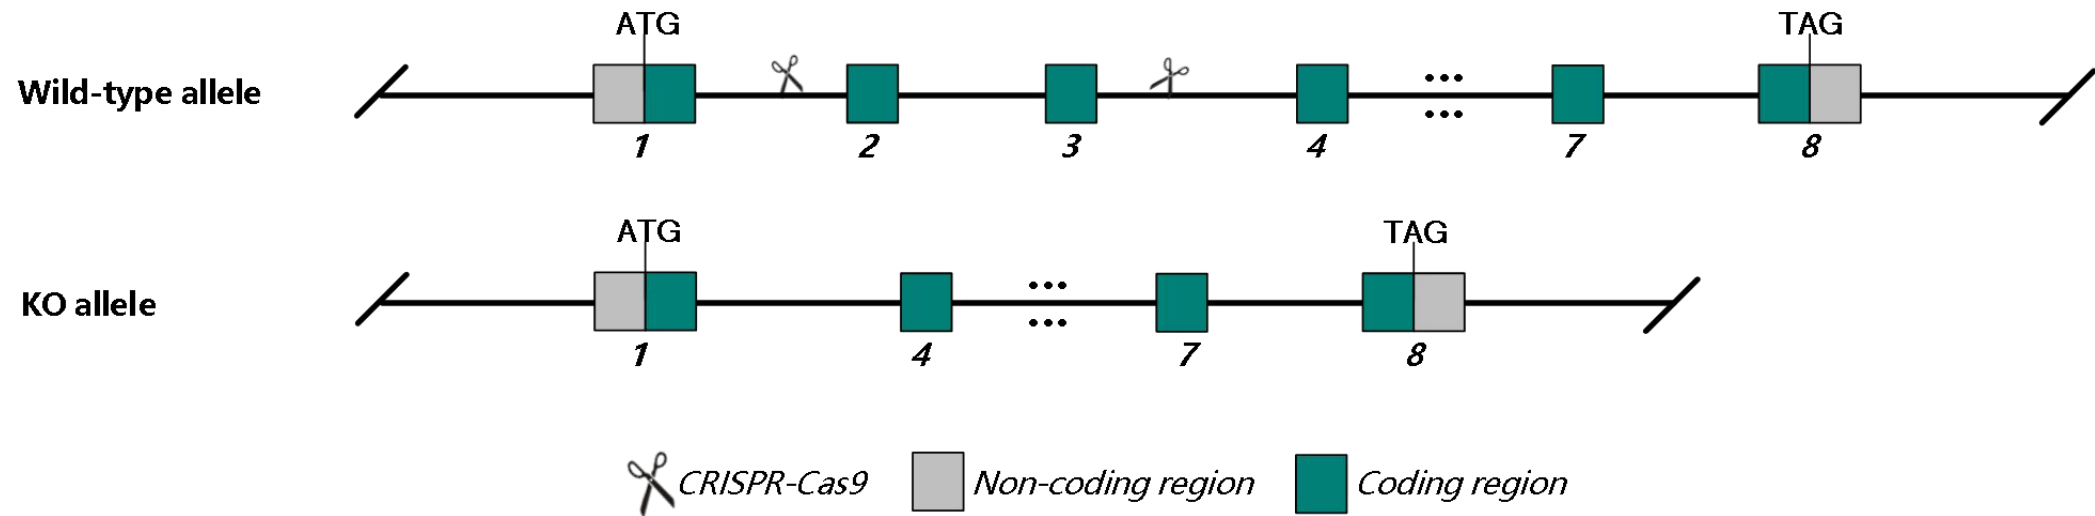 ATG TAG
Wild-type allele
1 2 3 4 7 8
ATG TAG
KO allele
1 4 7 8
CRISPR-Cas9 Non-coding region Coding region